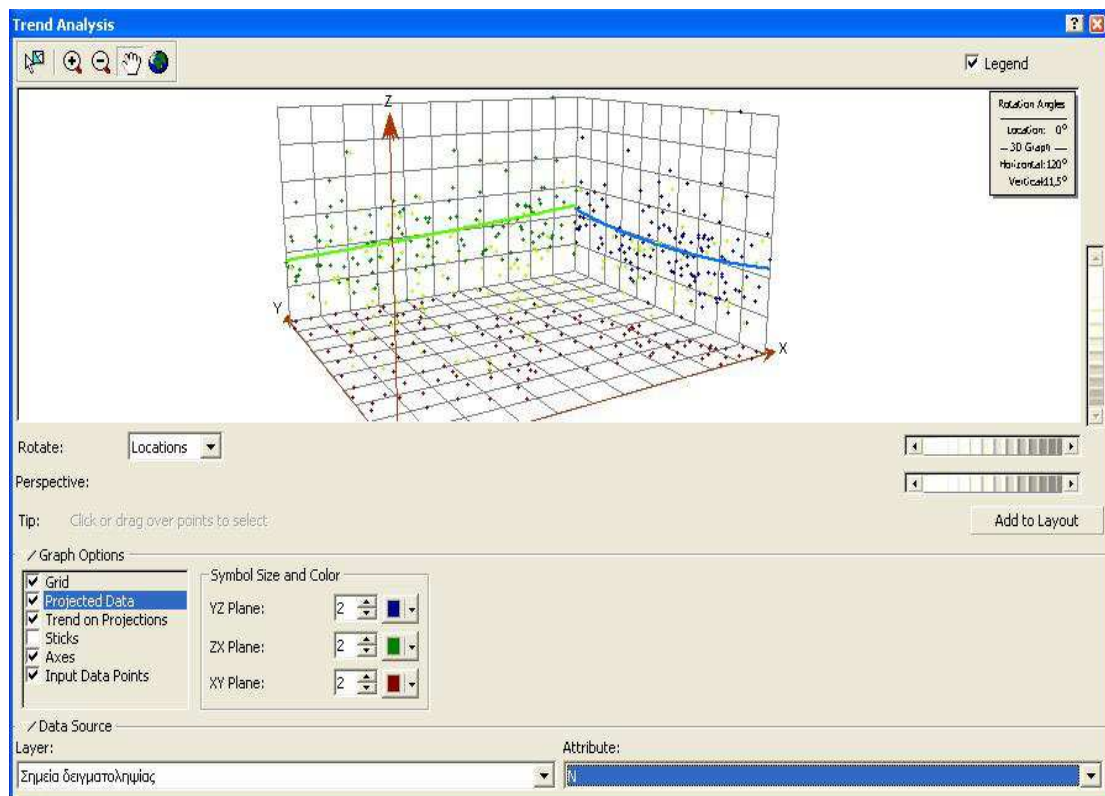 Trend Analysis
Legend
Rotation Angles
Location: 0°
— 3D Graph —
Horizontal:120°
Vertical:11,5°
Z
Y
X
Rotate: Locations
Perspective:
Tip: Click or drag over points to select
Add to Layout
Graph Options
Grid
Projected Data
Trend on Projections
Sticks
Axes
Input Data Points
Symbol Size and Color
YZ Plane: 2
ZX Plane: 2
XY Plane: 2
Data Source
Layer: Attribute:
Σημεία δειγματοληψίας N